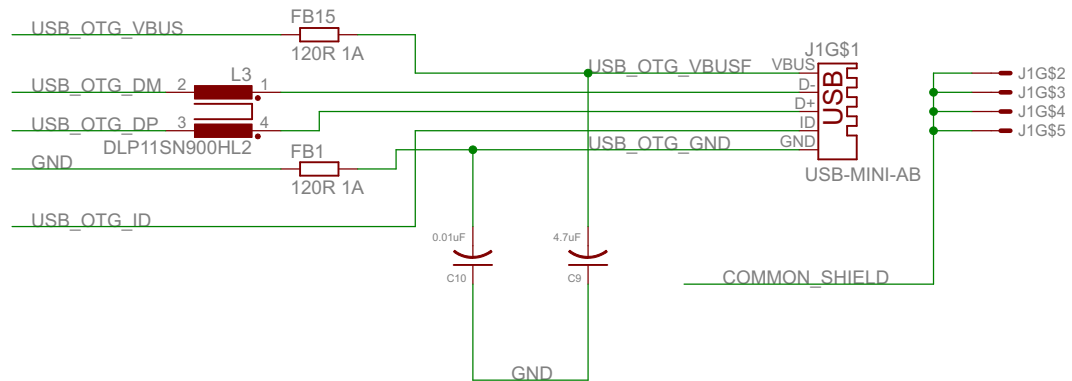 FB15
USB_OTG_VBUS
120R 1A
J1G$1
USB_OTG_VBUSF
VBUS
L3
J1G$2
USB_OTG_DM
2
1
D-
USB
J1G$3
D+
J1G$4
USB_OTG_DP
3
4
ID
J1G$5
DLP11SN900HL2
FB1
USB_OTG_GND
GND
GND
120R 1A
USB-MINI-AB
USB_OTG_ID
0.01uF
4.7uF
C10
C9
COMMON_SHIELD
GND